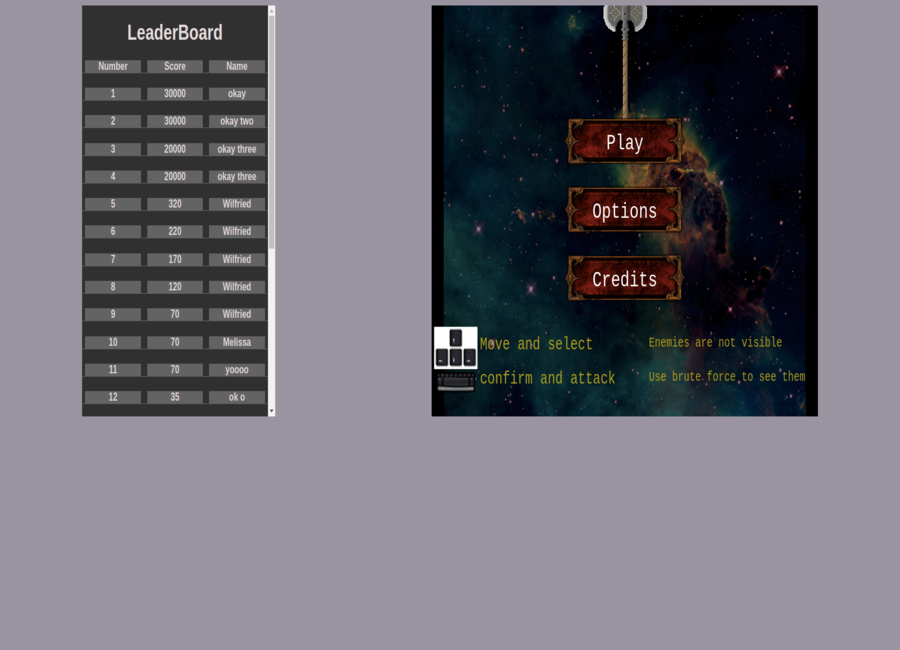 LeaderBoard
Number Score Name
1 30000 okay
2 30000 okay two
3 20000 okay three
4 20000 okay three
5 320 Wilfried
6 220 Wilfried
7 170 Wilfried
8 120 Wilfried
9 70 Wilfried
10 70 Melissa
11 70 yoooo
12 35 ok o
Play
Options
Credits
Move and select
confirm and attack
Enemies are not visible
Use brute force to see them